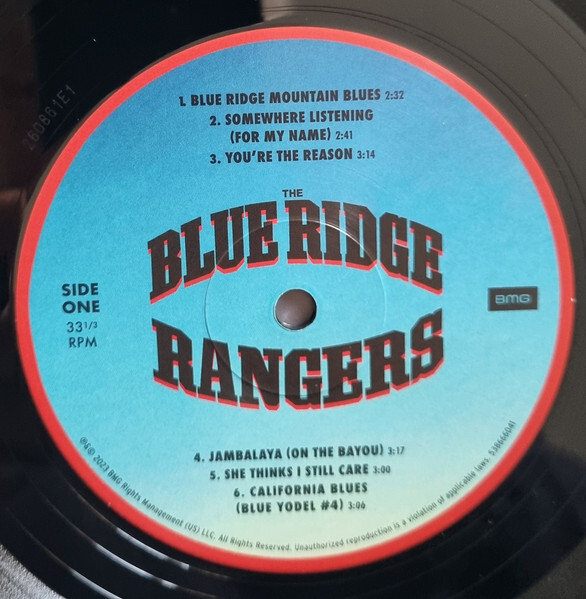 1. BLUE RIDGE MOUNTAIN BLUES 2:32
2. SOMEWHERE LISTENING
(FOR MY NAME) 2:41
3. YOU'RE THE REASON 3:14
THE
BLUE RIDGE
RANGERS
SIDE
ONE
33 1/3
RPM
BMG
4. JAMBALAYA (ON THE BAYOU) 3:17
5. SHE THINKS I STILL CARE 3:00
6. CALIFORNIA BLUES
(BLUE YODEL #4) 3:06
℗& © 2023 BMG Rights Management (US) LLC. All Rights Reserved. Unauthorized reproduction is a violation of applicable laws. 538646041
260861E1